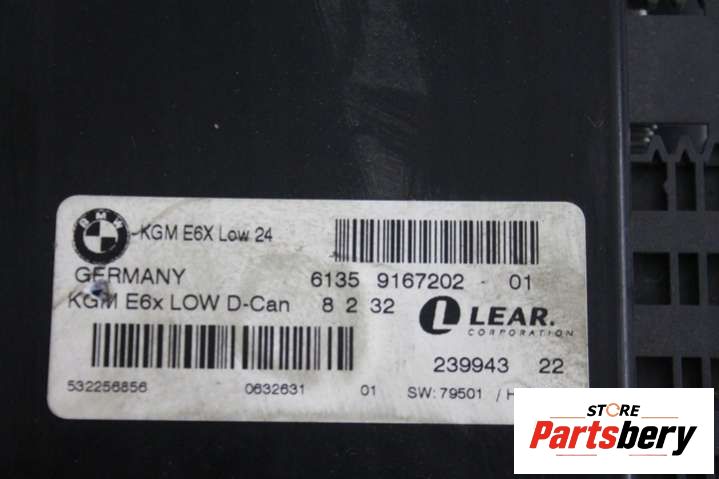 BMW
KGM E6X Low 24
GERMANY 6135 9167202 - 01
KGM E6x LOW D-Can 8 2 32
LEAR.
CORPORATION
239943 22
532256856 0632631 01 SW: 79501 / H
STORE
Partsbery